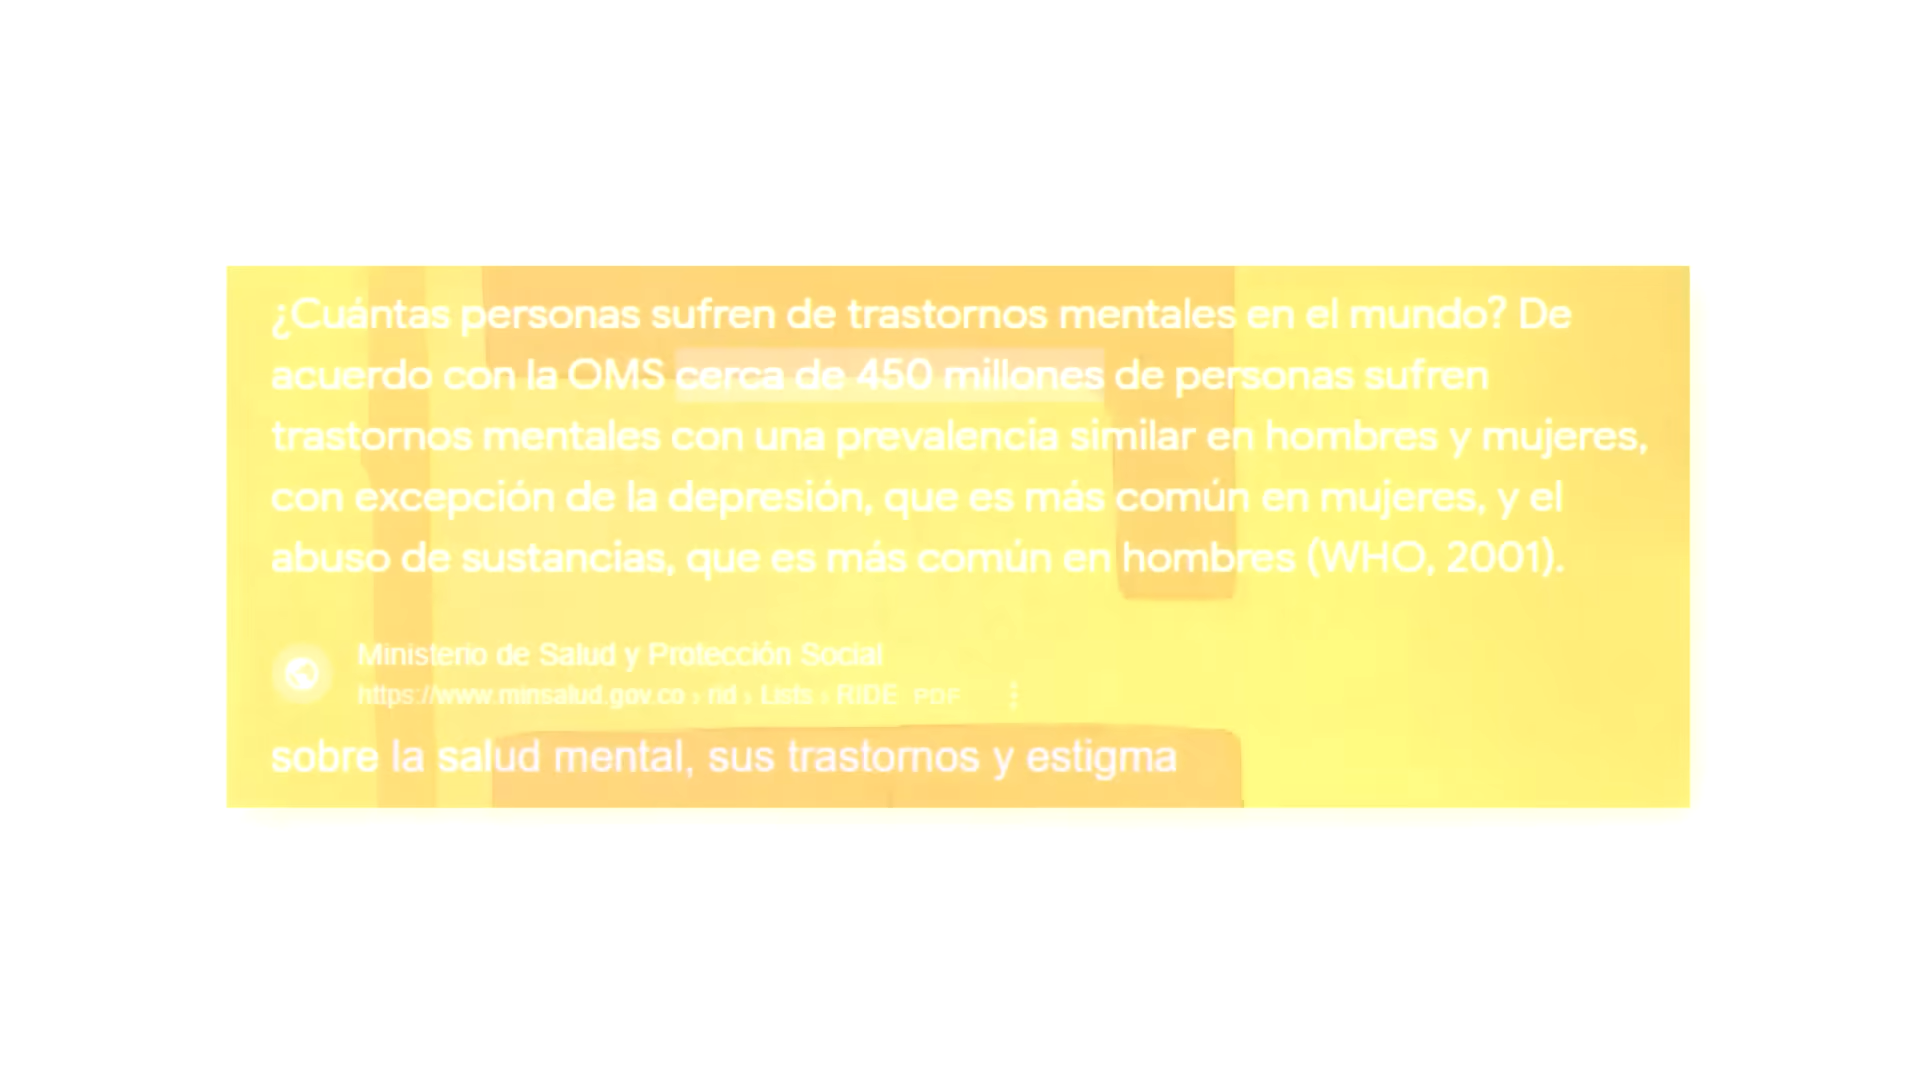 ¿Cuántas personas sufren de trastornos mentales en el mundo? De
acuerdo con la OMS cerca de 450 millones de personas sufren
trastornos mentales con una prevalencia similar en hombres y mujeres,
con excepción de la depresión, que es más común en mujeres, y el
abuso de sustancias, que es más común en hombres (WHO, 2001).
Ministerio de Salud y Protección Social
https://www.minsalud.gov.co › rid › Lists › RIDE PDF
sobre la salud mental, sus trastornos y estigma